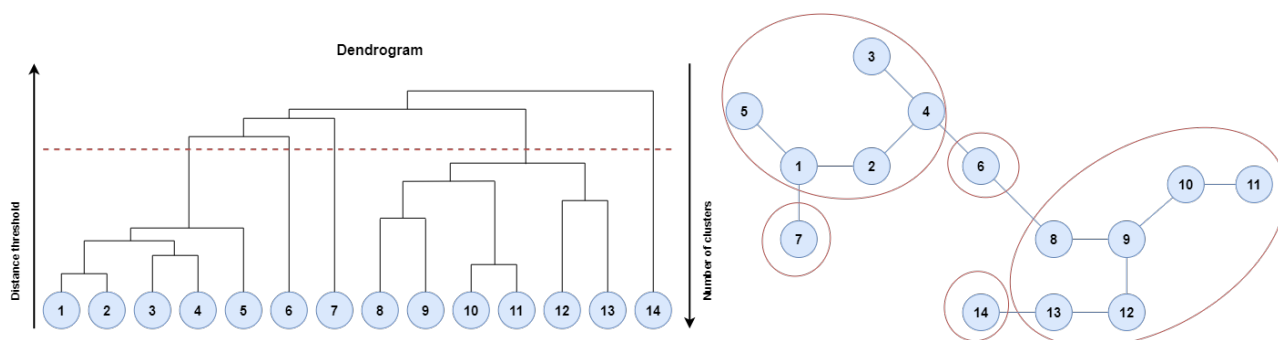 Dendrogram
Distance threshold
Number of clusters
1 2 3 4 5 6 7 8 9 10 11 12 13 14
3
5 4
1 2 6
10 11
7
8 9
14 13 12